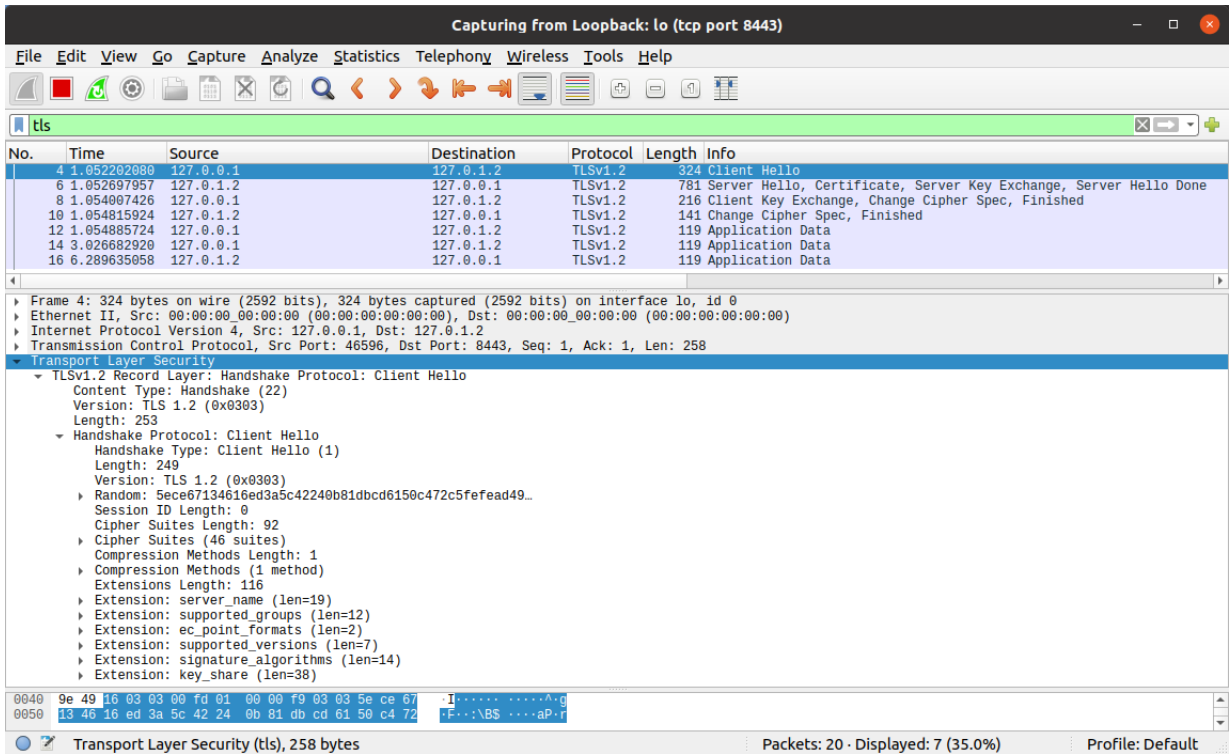 Capturing from Loopback: lo (tcp port 8443)
File Edit View Go Capture Analyze Statistics Telephony Wireless Tools Help
tls
No. Time Source Destination Protocol Length Info
4 1.052202080 127.0.0.1 127.0.1.2 TLSv1.2 324 Client Hello
6 1.052697957 127.0.1.2 127.0.0.1 TLSv1.2 781 Server Hello, Certificate, Server Key Exchange, Server Hello Done
8 1.054007426 127.0.0.1 127.0.1.2 TLSv1.2 216 Client Key Exchange, Change Cipher Spec, Finished
10 1.054815924 127.0.1.2 127.0.0.1 TLSv1.2 141 Change Cipher Spec, Finished
12 1.054885724 127.0.0.1 127.0.1.2 TLSv1.2 119 Application Data
14 3.026682920 127.0.0.1 127.0.1.2 TLSv1.2 119 Application Data
16 6.289635058 127.0.1.2 127.0.0.1 TLSv1.2 119 Application Data
Frame 4: 324 bytes on wire (2592 bits), 324 bytes captured (2592 bits) on interface lo, id 0
Ethernet II, Src: 00:00:00_00:00:00 (00:00:00:00:00:00), Dst: 00:00:00_00:00:00 (00:00:00:00:00:00)
Internet Protocol Version 4, Src: 127.0.0.1, Dst: 127.0.1.2
Transmission Control Protocol, Src Port: 46596, Dst Port: 8443, Seq: 1, Ack: 1, Len: 258
Transport Layer Security
TLSv1.2 Record Layer: Handshake Protocol: Client Hello
Content Type: Handshake (22)
Version: TLS 1.2 (0x0303)
Length: 253
Handshake Protocol: Client Hello
Handshake Type: Client Hello (1)
Length: 249
Version: TLS 1.2 (0x0303)
Random: 5ece67134616ed3a5c42240b81dbcd6150c472c5fefead49…
Session ID Length: 0
Cipher Suites Length: 92
Cipher Suites (46 suites)
Compression Methods Length: 1
Compression Methods (1 method)
Extensions Length: 116
Extension: server_name (len=19)
Extension: supported_groups (len=12)
Extension: ec_point_formats (len=2)
Extension: supported_versions (len=7)
Extension: signature_algorithms (len=14)
Extension: key_share (len=38)
0040 9e 49 16 03 03 00 fd 01 00 00 f9 03 03 5e ce 67 ·I······ ·····^·g
0050 13 46 16 ed 3a 5c 42 24 0b 81 db cd 61 50 c4 72 ·F··:\B$ ····aP·r
Transport Layer Security (tls), 258 bytes Packets: 20 · Displayed: 7 (35.0%) Profile: Default